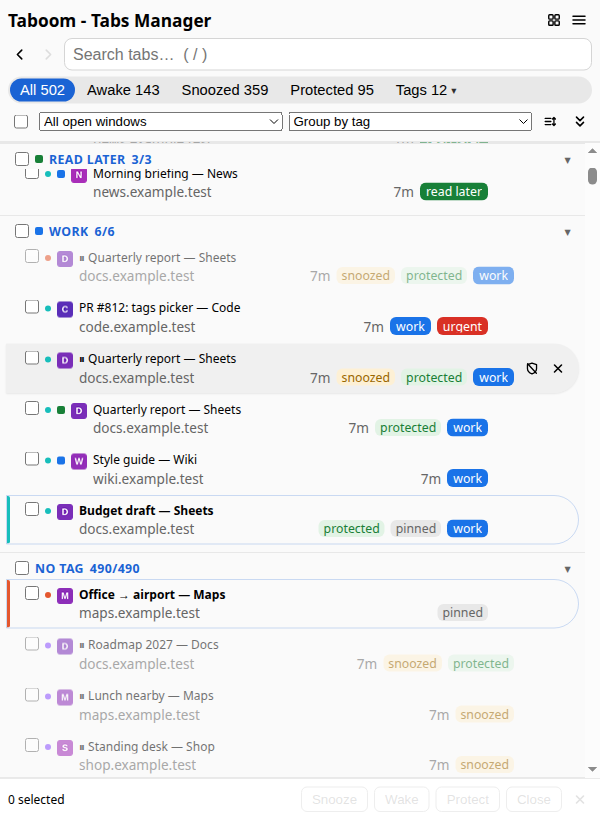 Taboom - Tabs Manager
Search tabs… ( / )
All 502 Awake 143 Snoozed 359 Protected 95 Tags 12 ▾
All open windows Group by tag
READ LATER 3/3
N Morning briefing — News
news.example.test 7m read later
WORK 6/6
D Quarterly report — Sheets
docs.example.test 7m snoozed protected work
C PR #812: tags picker — Code
code.example.test 7m work urgent
D Quarterly report — Sheets
docs.example.test 7m snoozed protected work
D Quarterly report — Sheets
docs.example.test 7m protected work
W Style guide — Wiki
wiki.example.test 7m work
D Budget draft — Sheets
docs.example.test protected pinned work
NO TAG 490/490
M Office → airport — Maps
maps.example.test pinned
D Roadmap 2027 — Docs
docs.example.test 7m snoozed protected
M Lunch nearby — Maps
maps.example.test 7m snoozed
S Standing desk — Shop
shop.example.test 7m snoozed
0 selected Snooze Wake Protect Close ×